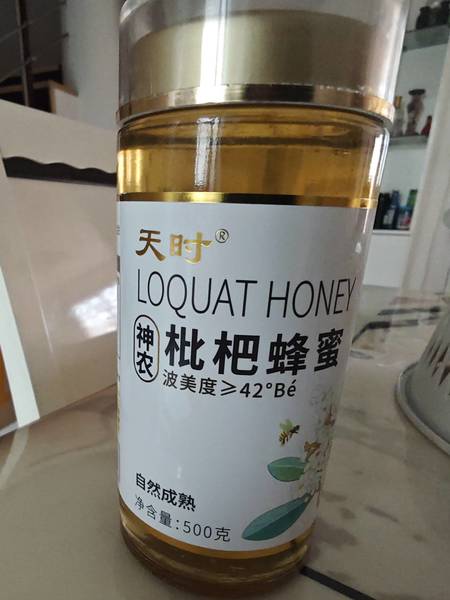 天时®
LOQUAT HONEY
神农
枇杷蜂蜜
波美度≥42°Bé
自然成熟
净含量:500克